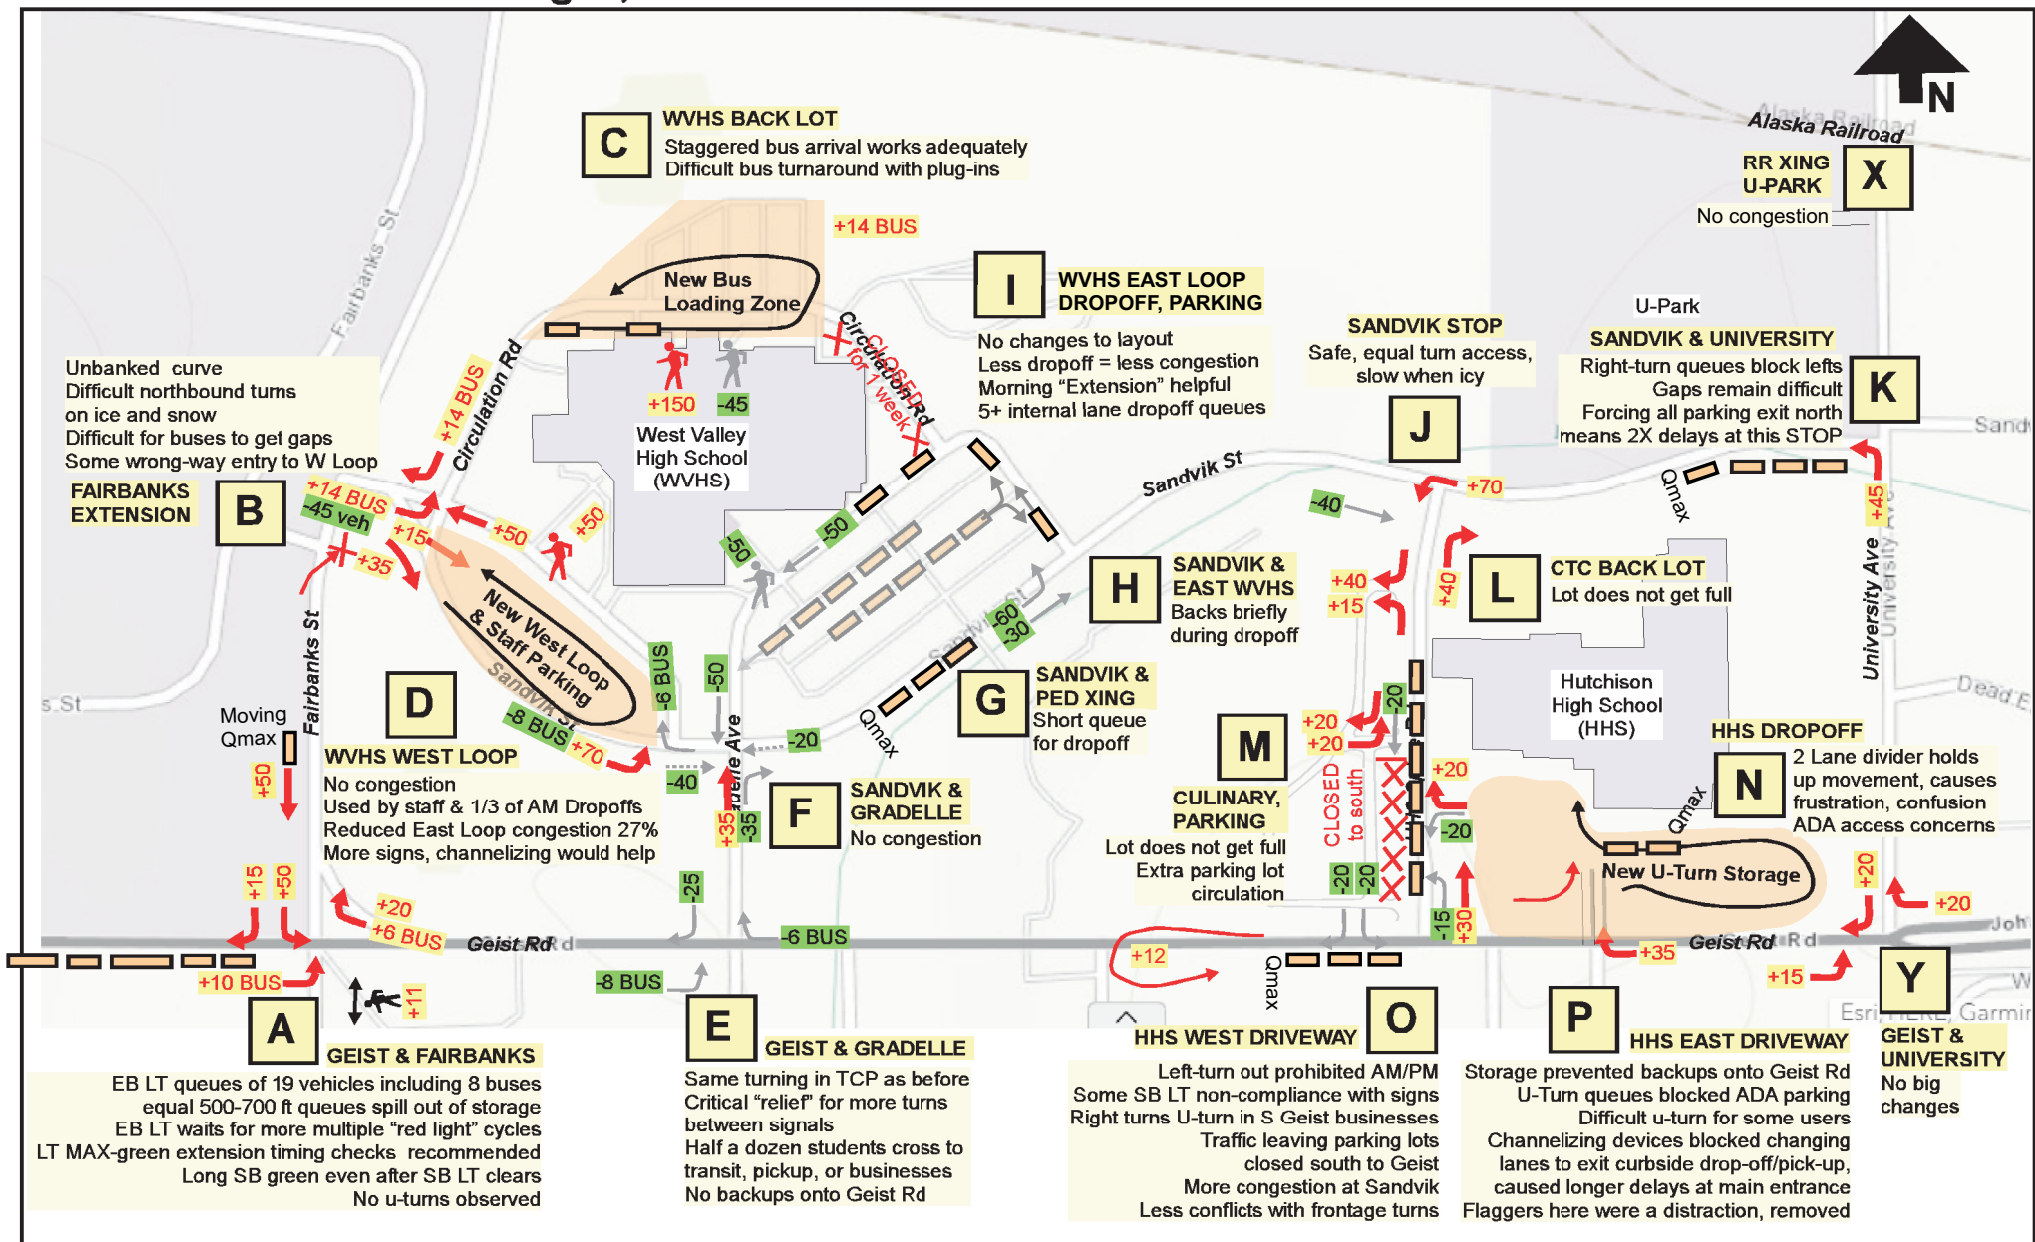 N
Alaska Railroad
Alaska Railroad
RR XING
U-PARK
X
No congestion
C
WVHS BACK LOT
Staggered bus arrival works adequately
Difficult bus turnaround with plug-ins
+14 BUS
New Bus
Loading Zone
Circulation Rd
CLOSED
for 1 week
Fairbanks St
I
WVHS EAST LOOP
DROPOFF, PARKING
No changes to layout
Less dropoff = less congestion
Morning "Extension" helpful
5+ internal lane dropoff queues
SANDVIK STOP
Safe, equal turn access,
slow when icy
J
U-Park
SANDVIK & UNIVERSITY
Right-turn queues block lefts
Gaps remain difficult
Forcing all parking exit north
means 2X delays at this STOP
K
Sandv
Unbanked curve
Difficult northbound turns
on ice and snow
Difficult for buses to get gaps
Some wrong-way entry to W Loop
FAIRBANKS
EXTENSION
B
+14 BUS
Circulation Rd
+14 BUS
-45 veh
+15
+35
+50
+50
+150
-45
West Valley
High School
(WVHS)
-50
-50
Sandvik St
Qmax
+45
-40
+70
University Ave
University Ave
H
SANDVIK &
EAST WVHS
Backs briefly
during dropoff
+40
+15
+40
L
CTC BACK LOT
Lot does not get full
New West Loop
& Staff Parking
Sandvik St
Sandvik St
-60
-30
Fairbanks St
s St
Moving
Qmax
+50
D
WVHS WEST LOOP
No congestion
Used by staff & 1/3 of AM Dropoffs
Reduced East Loop congestion 27%
More signs, channelizing would help
-8 BUS
+70
-6 BUS
-50
-20
-40
+35
-35
Qmax
G
SANDVIK &
PED XING
Short queue
for dropoff
F
SANDVIK &
GRADELLE
No congestion
M
CULINARY,
PARKING
Lot does not get full
Extra parking lot
circulation
+20
+20
-20
CLOSED
to south
+20
-20
-20
-20
-15
+30
Hutchison
High School
(HHS)
Dead E
HHS DROPOFF
N
2 Lane divider holds
up movement, causes
frustration, confusion
ADA access concerns
Qmax
New U-Turn Storage
+15
+50
+20
+6 BUS
Geist Rd
-25
-6 BUS
+12
+35
Geist Rd
+20
+20
+15
Joh
+10 BUS
+11
-8 BUS
Qmax
Esri, HERE, Garmin
A
GEIST & FAIRBANKS
EB LT queues of 19 vehicles including 8 buses
equal 500-700 ft queues spill out of storage
EB LT waits for more multiple "red light" cycles
LT MAX-green extension timing checks recommended
Long SB green even after SB LT clears
No u-turns observed
E
GEIST & GRADELLE
Same turning in TCP as before
Critical "relief" for more turns
between signals
Half a dozen students cross to
transit, pickup, or businesses
No backups onto Geist Rd
HHS WEST DRIVEWAY
O
Left-turn out prohibited AM/PM
Some SB LT non-compliance with signs
Right turns U-turn in S Geist businesses
Traffic leaving parking lots
closed south to Geist
More congestion at Sandvik
Less conflicts with frontage turns
P
HHS EAST DRIVEWAY
Storage prevented backups onto Geist Rd
U-Turn queues blocked ADA parking
Difficult u-turn for some users
Channelizing devices blocked changing
lanes to exit curbside drop-off/pick-up,
caused longer delays at main entrance
Flaggers here were a distraction, removed
Y
GEIST &
UNIVERSITY
No big
changes